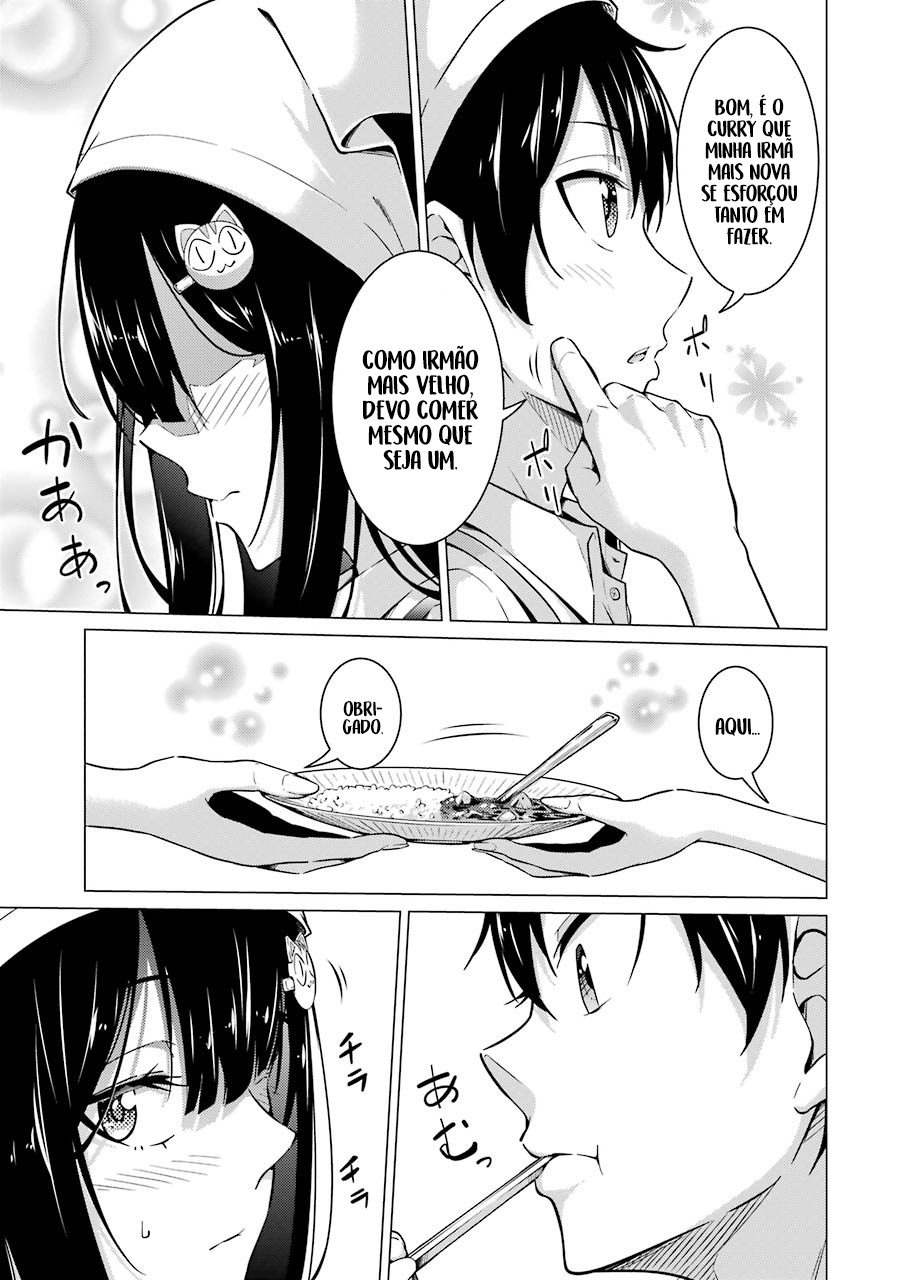 BOM, É O
CURRY QUE
MINHA IRMÃ
MAIS NOVA
SE ESFORÇOU
TANTO EM
FAZER.
ポリ
ポリ
COMO IRMÃO
MAIS VELHO,
DEVO COMER
MESMO QUE
SEJA UM.
かあぁっ
AQUI...
OBRI-
GADO.
あむっ
チラ
チラ